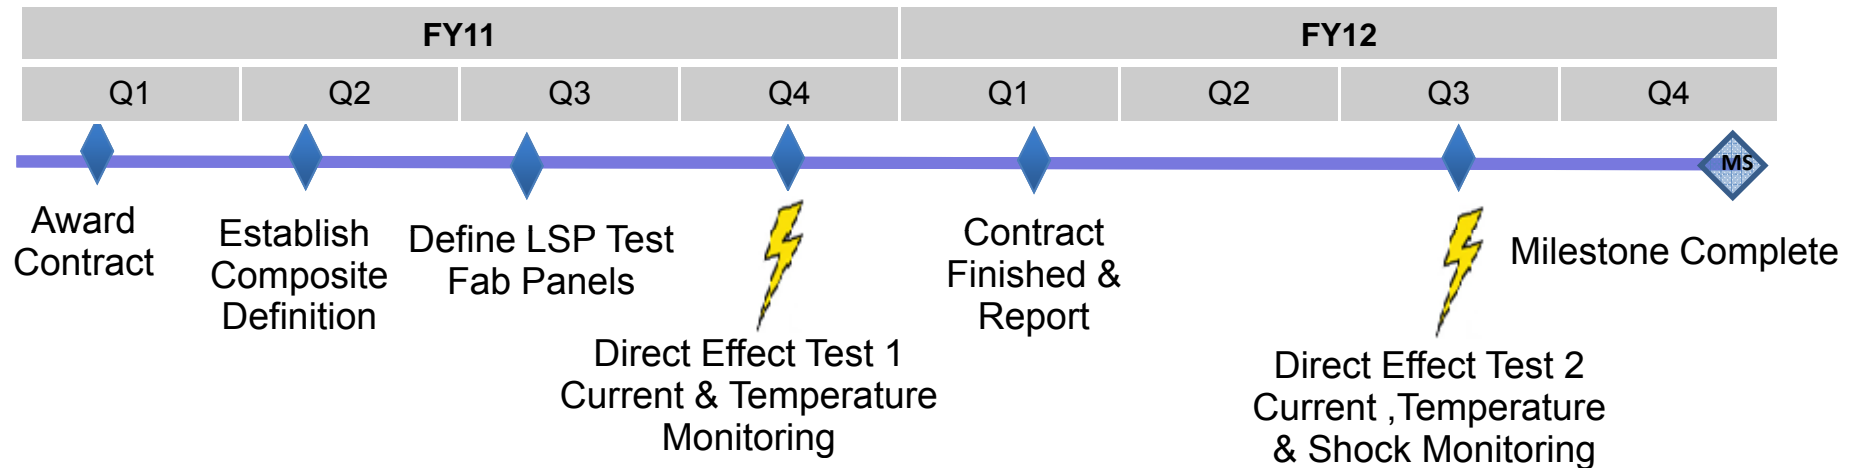 FY11
FY12
Q1
Q2
Q3
Q4
Q1
Q2
Q3
Q4
MS
Award
Contract
Establish
Composite
Definition
Define LSP Test
Fab Panels
Direct Effect Test 1
Current & Temperature
Monitoring
Contract
Finished &
Report
Direct Effect Test 2
Current ,Temperature
& Shock Monitoring
Milestone Complete